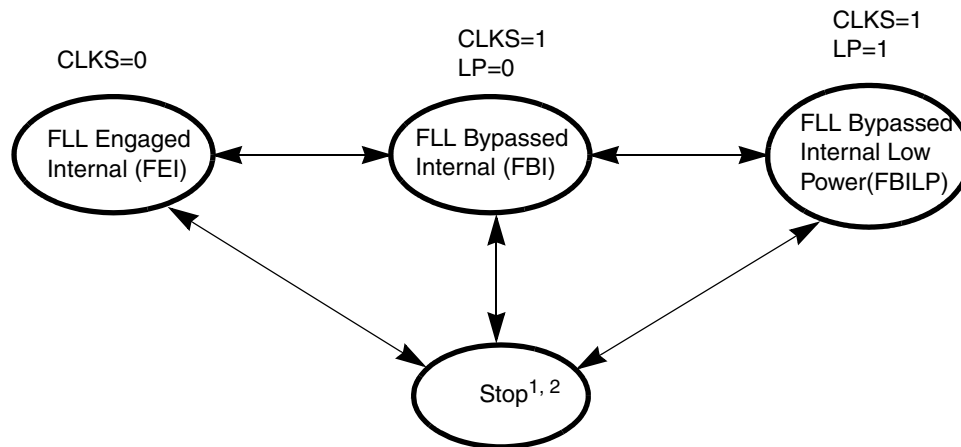 CLKS=0
CLKS=1
LP=0
CLKS=1
LP=1
FLL Engaged
Internal (FEI)
FLL Bypassed
Internal (FBI)
FLL Bypassed
Internal Low
Power(FBILP)
Stop1, 2